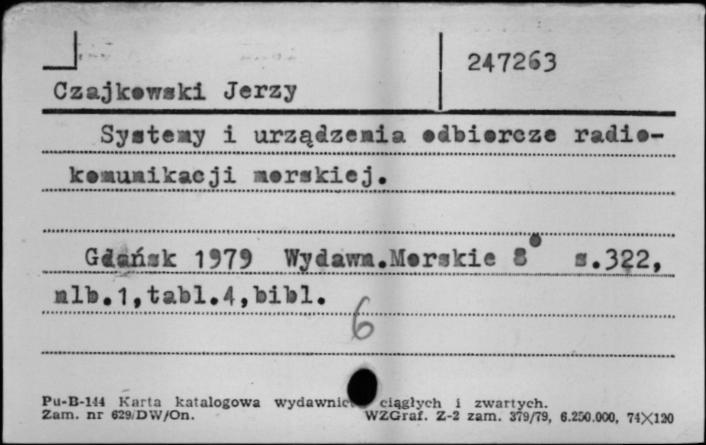 247263
Czajkowski Jerzy
Systemy i urządzenia odbiorcze radio-
komunikacji morskiej.
Gdańsk 1979 Wydawn.Morskie 8° s.322,
nlb.1,tabl.4,bibl.
6
Pu-B-144 Karta katalogowa wydawnic ciągłych i zwartych.
Zam. nr 629/DW/On. WZGraf. Z-2 zam. 379/79, 6.250.000, 74×120